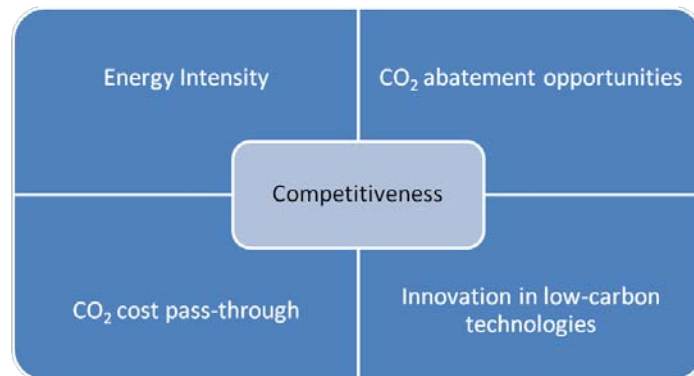 Energy Intensity
CO₂ abatement opportunities
Competitiveness
CO₂ cost pass-through
Innovation in low-carbon
technologies